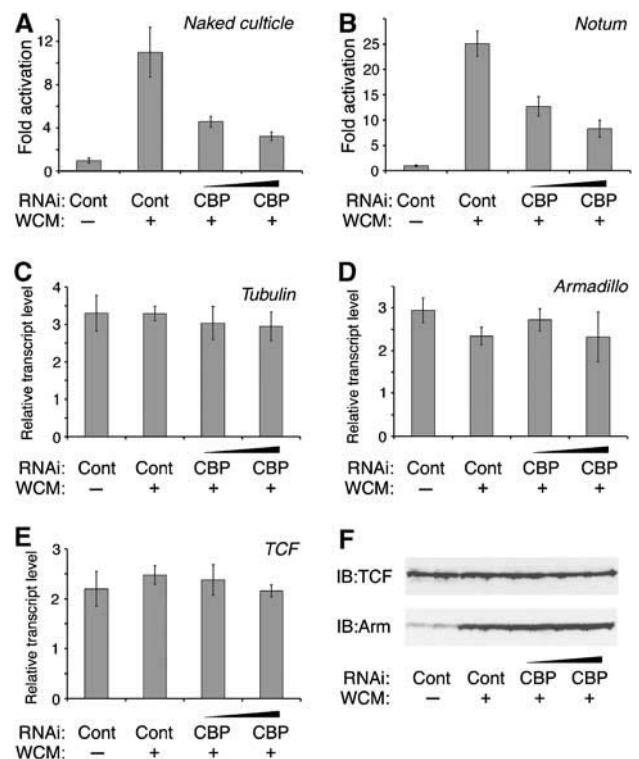 A Naked culticle
Fold activation
12
8
4
0
RNAi: Cont Cont CBP CBP
WCM: – + + +
B Notum
Fold activation
25
20
15
10
5
0
RNAi: Cont Cont CBP CBP
WCM: – + + +
C Tubulin
Relative transcript level
4
3
3
2
1
0
RNAi: Cont Cont CBP CBP
WCM: – + + +
D Armadillo
Relative transcript level
3
2
2
1
0
RNAi: Cont Cont CBP CBP
WCM: – + + +
E TCF
Relative transcript level
3
2
2
1
0
RNAi: Cont Cont CBP CBP
WCM: – + + +
F
IB:TCF
IB:Arm
RNAi: Cont Cont CBP CBP
WCM: – + + +